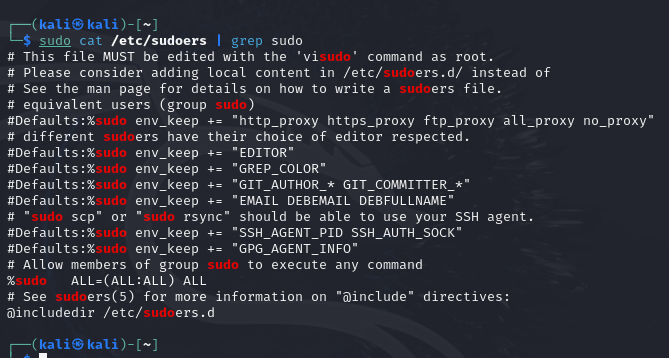 ┌──(kali㉿kali)-[~]
└─$ sudo cat /etc/sudoers | grep sudo
# This file MUST be edited with the 'visudo' command as root.
# Please consider adding local content in /etc/sudoers.d/ instead of
# See the man page for details on how to write a sudoers file.
# equivalent users (group sudo)
#Defaults:%sudo env_keep += "http_proxy https_proxy ftp_proxy all_proxy no_proxy"
# different sudoers have their choice of editor respected.
#Defaults:%sudo env_keep += "EDITOR"
#Defaults:%sudo env_keep += "GREP_COLOR"
#Defaults:%sudo env_keep += "GIT_AUTHOR_* GIT_COMMITTER_*"
#Defaults:%sudo env_keep += "EMAIL DEBEMAIL DEBFULLNAME"
# "sudo scp" or "sudo rsync" should be able to use your SSH agent.
#Defaults:%sudo env_keep += "SSH_AGENT_PID SSH_AUTH_SOCK"
#Defaults:%sudo env_keep += "GPG_AGENT_INFO"
# Allow members of group sudo to execute any command
%sudo   ALL=(ALL:ALL) ALL
# See sudoers(5) for more information on "@include" directives:
@includedir /etc/sudoers.d
┌──(kali㉿kali)-[~]
└─$